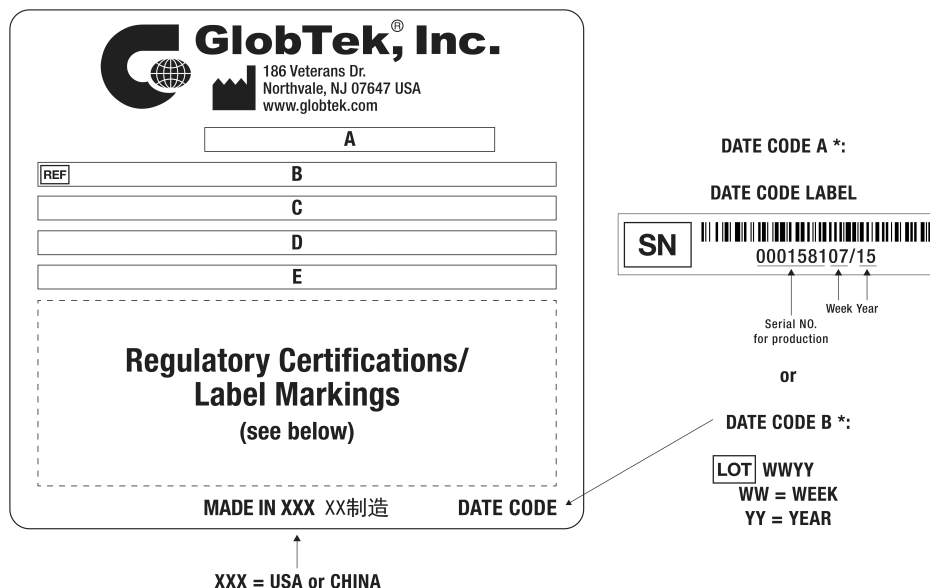 GlobTek,® Inc.
186 Veterans Dr.
Northvale, NJ 07647 USA
www.globtek.com
A
REF B
C
D
E
Regulatory Certifications/
Label Markings
(see below)
MADE IN XXX XX制造 DATE CODE
XXX = USA or CHINA
DATE CODE A *:
DATE CODE LABEL
SN
000158107/15
Week Year
Serial NO.
for production
or
DATE CODE B *:
LOT WWYY
WW = WEEK
YY = YEAR